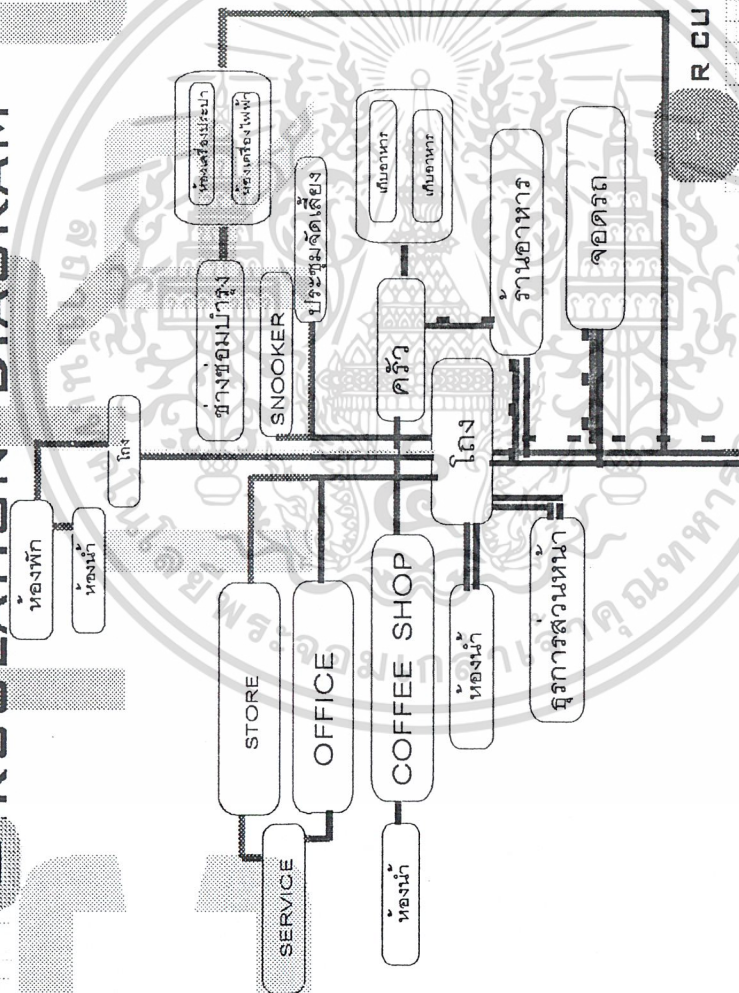 ห้องพัก
ห้องน้ำ
โถง
ช่างซ่อมบำรุง
ห้องเครื่องประปา
ห้องเครื่องไฟฟ้า
SNOOKER
ประชุมจัดเลี้ยง
ครัว
เก็บอาหาร
เก็บอาหาร
ร้านอาหาร
จอดรถ
โถง
STORE
OFFICE
SERVICE
COFFEE SHOP
ห้องน้ำ
ห้องน้ำ
ธุรการส่วนหน้า
R CU